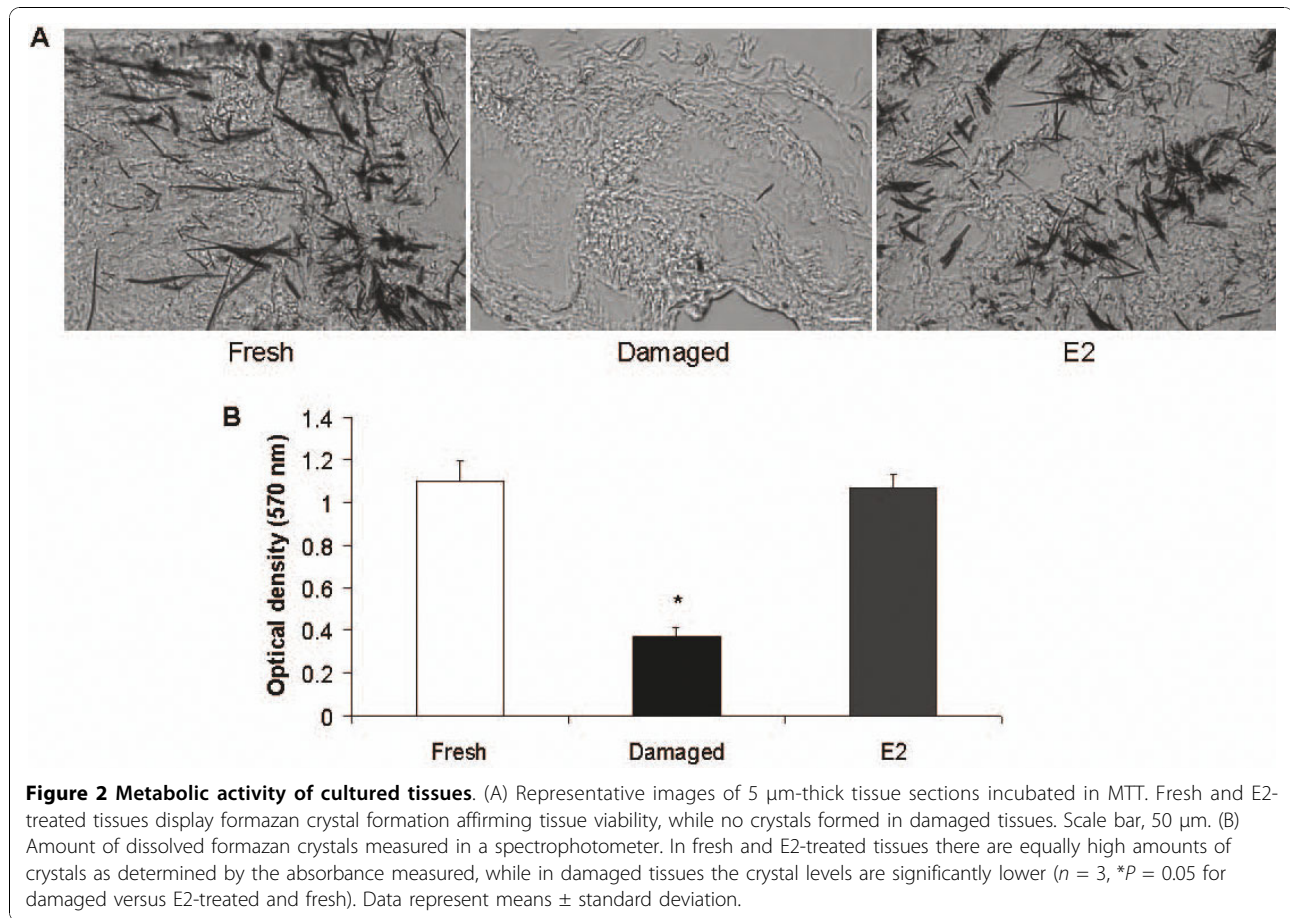 A
Fresh
Damaged
E2
B
Optical density (570 nm)
1.4
1.2
1
0.8
0.6
0.4
0.2
0
*
Fresh
Damaged
E2
Figure 2 Metabolic activity of cultured tissues. (A) Representative images of 5 μm-thick tissue sections incubated in MTT. Fresh and E2-
treated tissues display formazan crystal formation affirming tissue viability, while no crystals formed in damaged tissues. Scale bar, 50 μm. (B)
Amount of dissolved formazan crystals measured in a spectrophotometer. In fresh and E2-treated tissues there are equally high amounts of
crystals as determined by the absorbance measured, while in damaged tissues the crystal levels are significantly lower (n = 3, *P = 0.05 for
damaged versus E2-treated and fresh). Data represent means ± standard deviation.